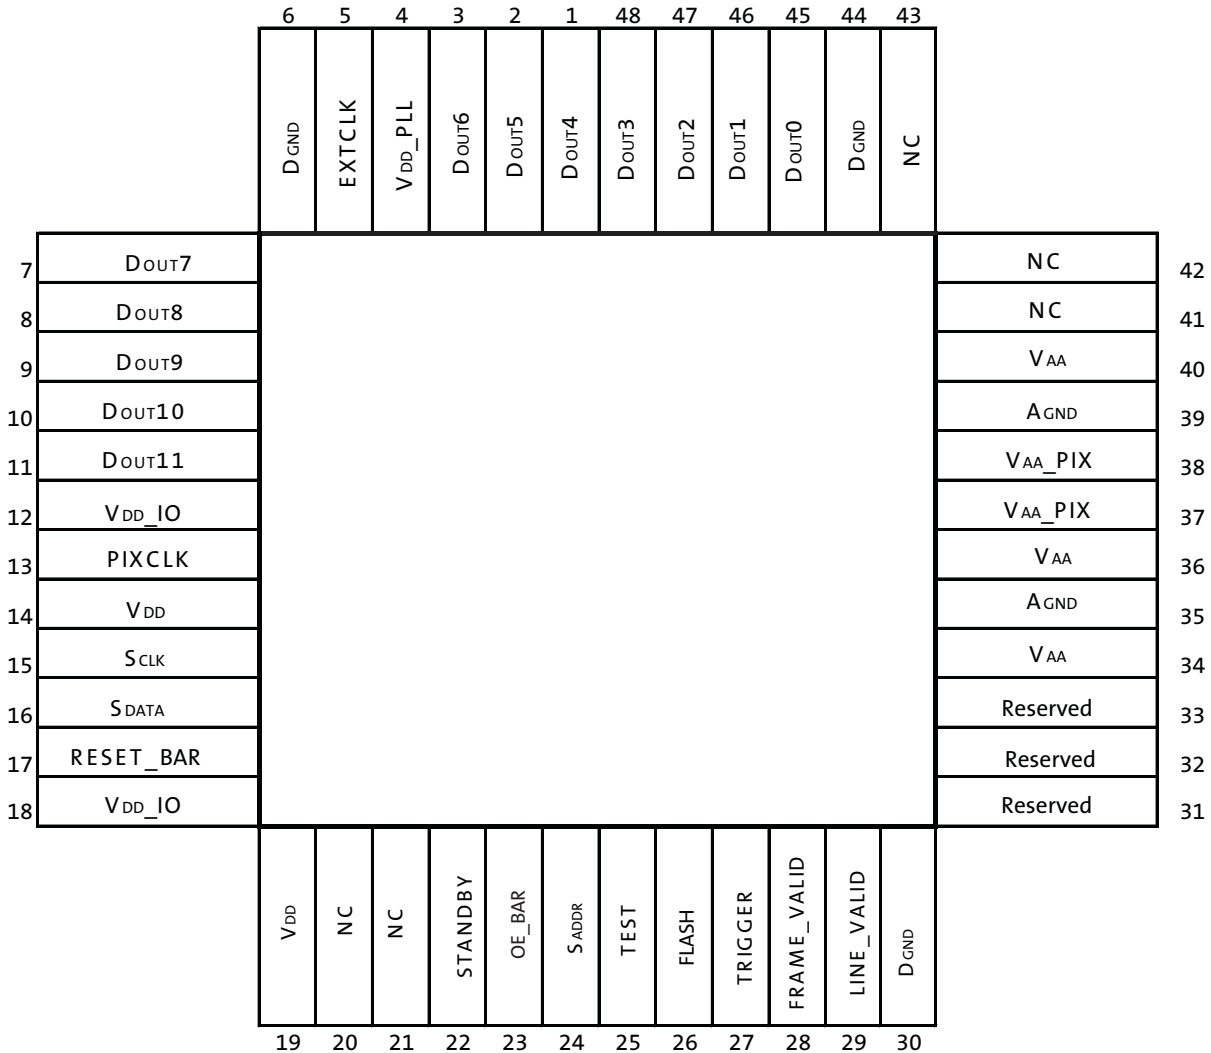 6 5 4 3 2 1 48 47 46 45 44 43
DGND
EXTCLK
VDD_PLL
DOUT6
DOUT5
DOUT4
DOUT3
DOUT2
DOUT1
DOUT0
DGND
NC
7 DOUT7
8 DOUT8
9 DOUT9
10 DOUT10
11 DOUT11
12 VDD_IO
13 PIXCLK
14 VDD
15 SCLK
16 SDATA
17 RESET_BAR
18 VDD_IO
NC 42
NC 41
VAA 40
AGND 39
VAA_PIX 38
VAA_PIX 37
VAA 36
AGND 35
VAA 34
Reserved 33
Reserved 32
Reserved 31
VDD
NC
NC
STANDBY
OE_BAR
SADDR
TEST
FLASH
TRIGGER
FRAME_VALID
LINE_VALID
DGND
19 20 21 22 23 24 25 26 27 28 29 30